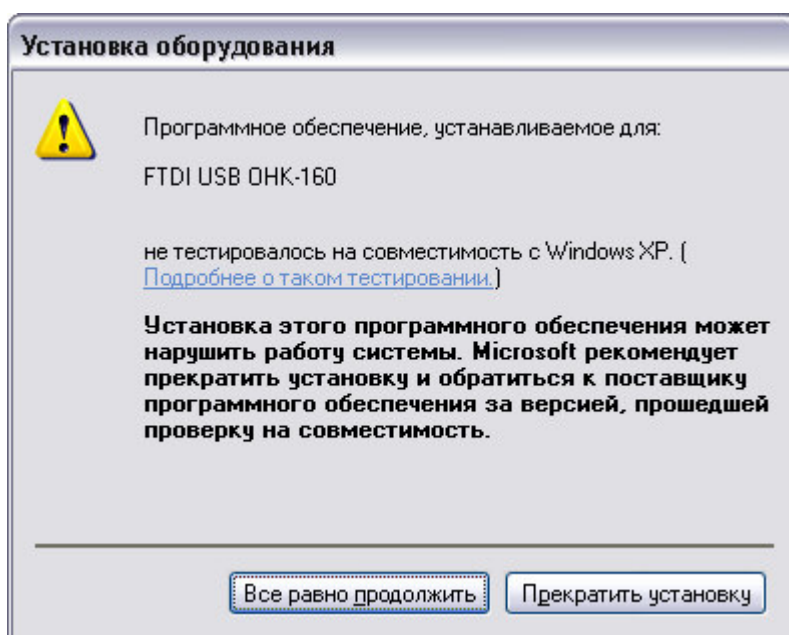 Установка оборудования
Программное обеспечение, устанавливаемое для:
FTDI USB ОНК-160
не тестировалось на совместимость с Windows XP. (
Подробнее о таком тестировании.)
Установка этого программного обеспечения может
нарушить работу системы. Microsoft рекомендует
прекратить установку и обратиться к поставщику
программного обеспечения за версией, прошедшей
проверку на совместимость.
Все равно продолжить
Прекратить установку